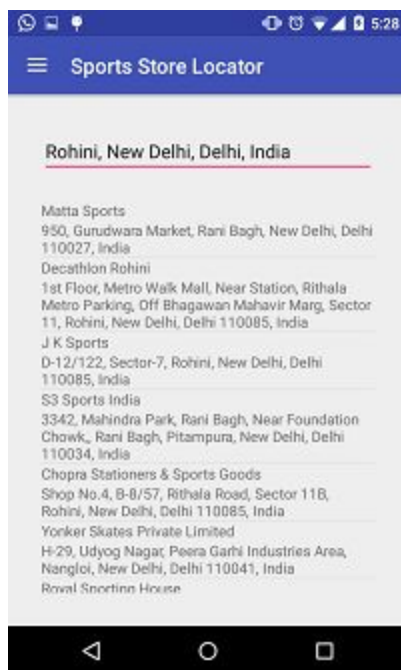 5:28
Sports Store Locator
Rohini, New Delhi, Delhi, India
Matta Sports
950, Gurudwara Market, Rani Bagh, New Delhi, Delhi
110027, India
Decathlon Rohini
1st Floor, Metro Walk Mall, Near Station, Rithala
Metro Parking, Off Bhagawan Mahavir Marg, Sector
11, Rohini, New Delhi, Delhi 110085, India
J K Sports
D-12/122, Sector-7, Rohini, New Delhi, Delhi
110085, India
S3 Sports India
3342, Mahindra Park, Rani Bagh, Near Foundation
Chowk,, Rani Bagh, Pitampura, New Delhi, Delhi
110034, India
Chopra Stationers & Sports Goods
Shop No.4, B-8/57, Rithala Road, Sector 11B,
Rohini, New Delhi, Delhi 110085, India
Yonker Skates Private Limited
H-29, Udyog Nagar, Peera Garhi Industries Area,
Nangloi, New Delhi, Delhi 110041, India
Royal Sporting House